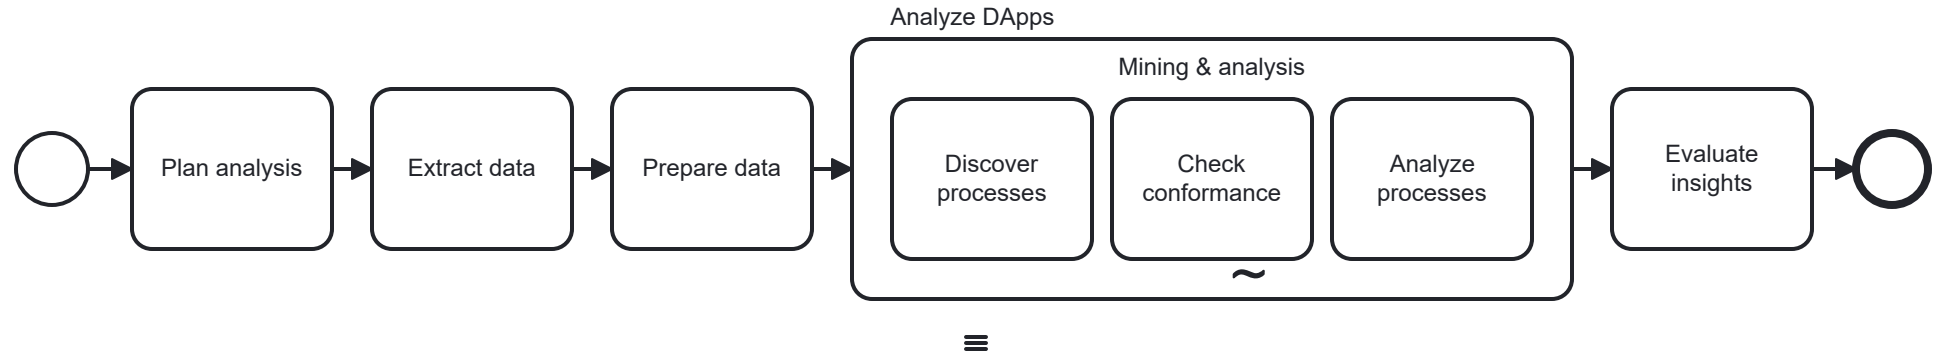 Analyze DApps
Mining & analysis
Plan analysis
Extract data
Prepare data
Discover
processes
Check
conformance
Analyze
processes
Evaluate
insights